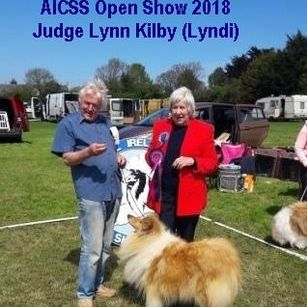 AICSS Open Show 2018
Judge Lynn Kilby (Lyndi)